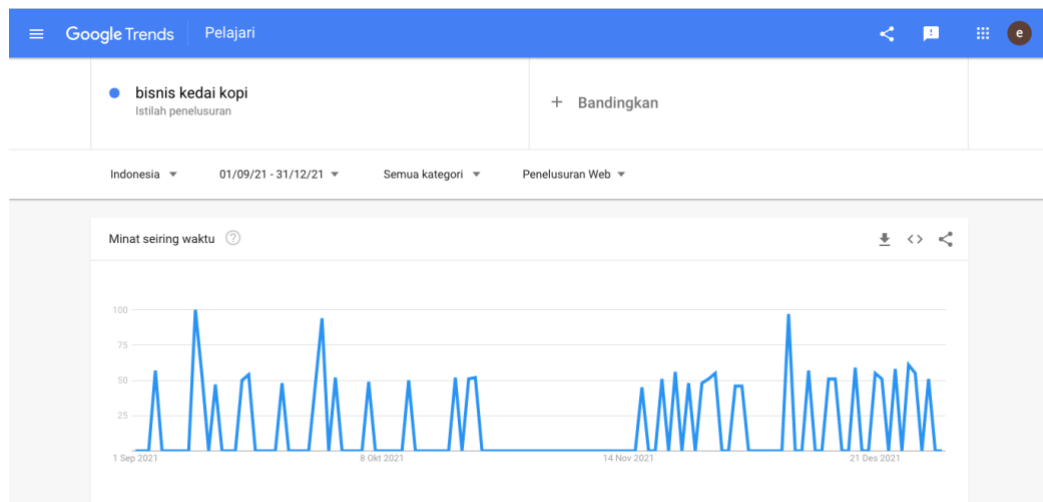 Google Trends Pelajari
e
bisnis kedai kopi
Istilah penelusuran
+ Bandingkan
Indonesia 01/09/21 - 31/12/21 Semua kategori Penelusuran Web
Minat seiring waktu
100
75
50
25
1 Sep 2021 8 Okt 2021 14 Nov 2021 21 Des 2021